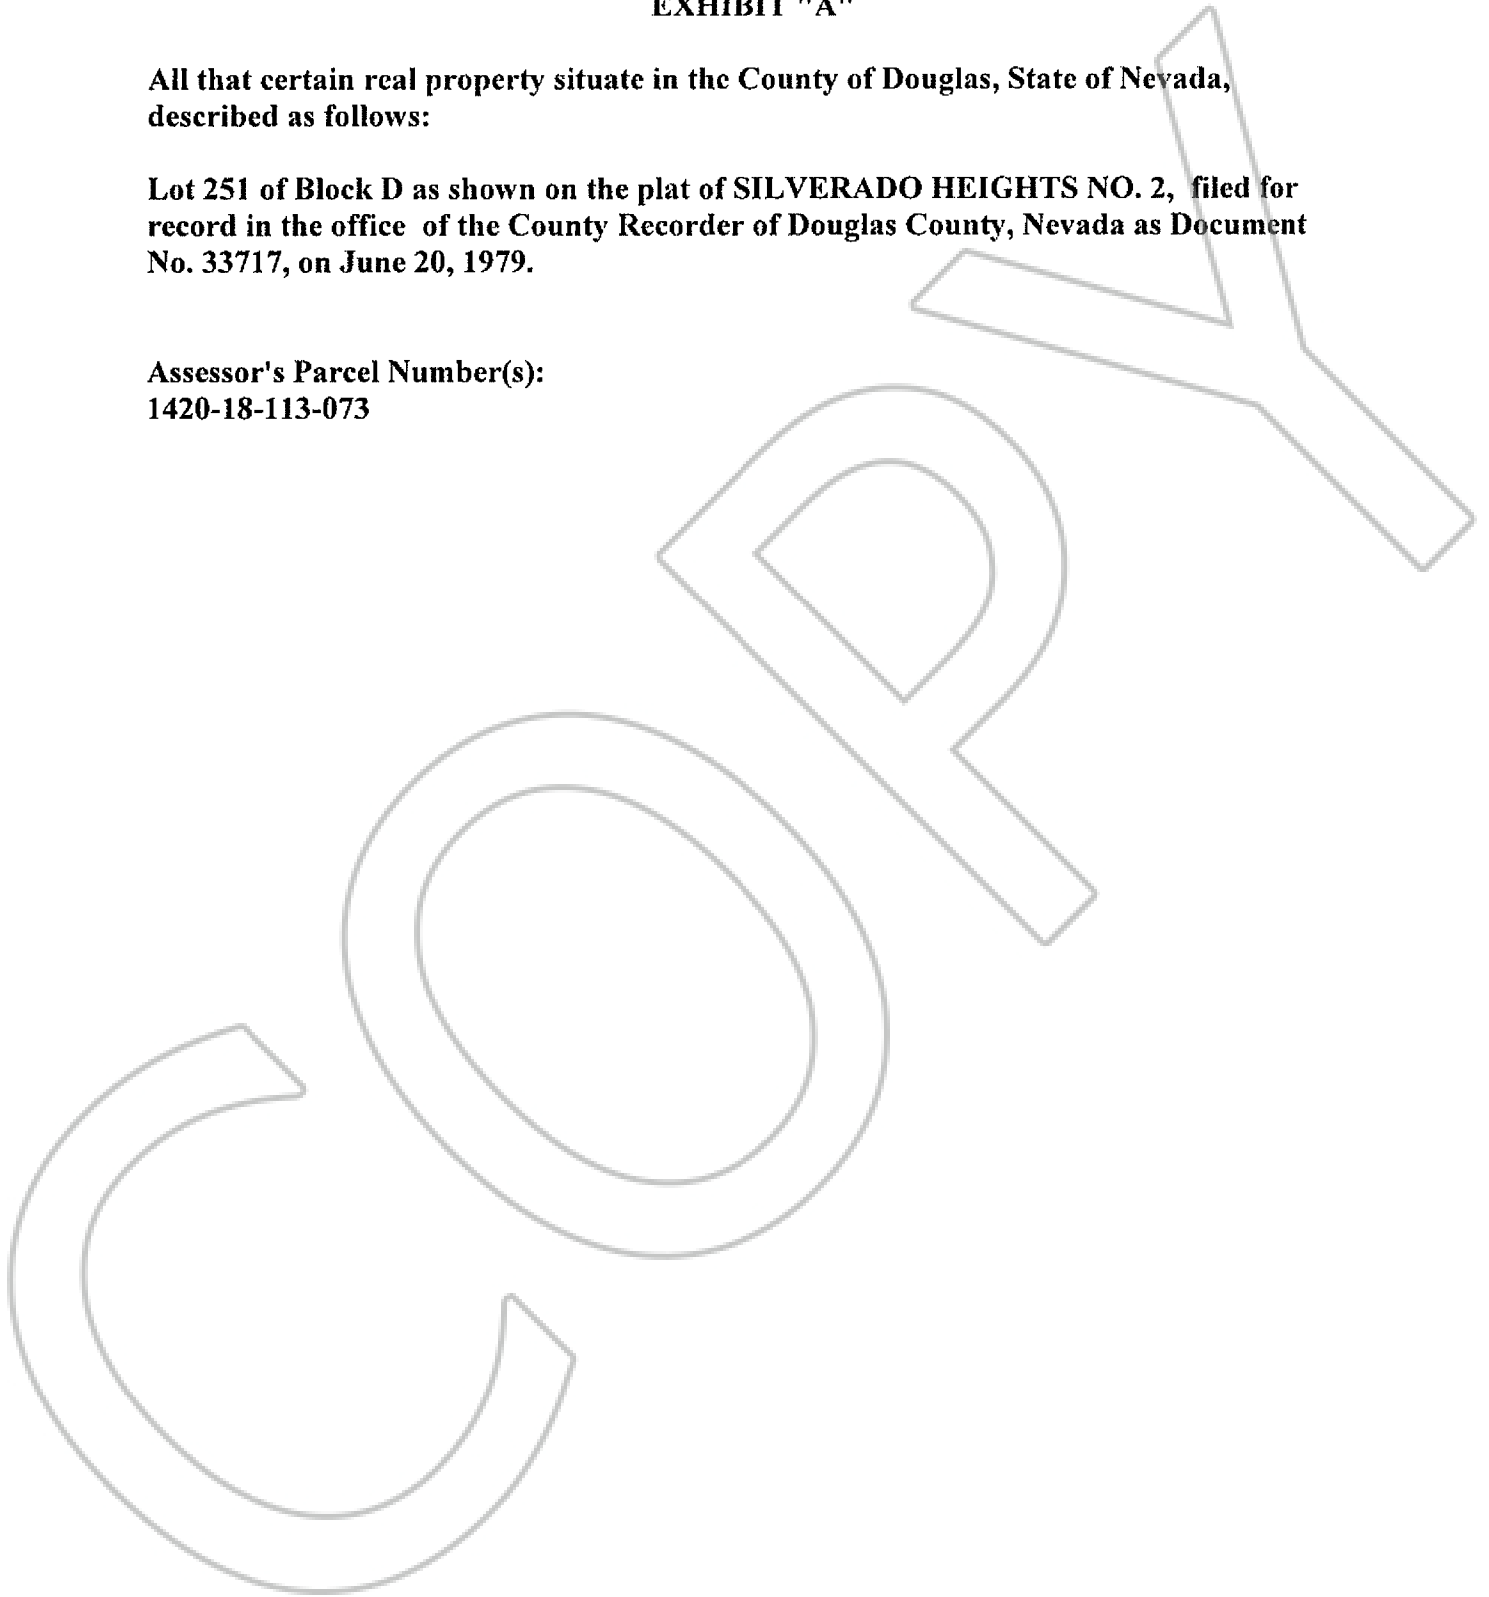 EXHIBIT "A"
All that certain real property situate in the County of Douglas, State of Nevada,
described as follows:
Lot 251 of Block D as shown on the plat of SILVERADO HEIGHTS NO. 2, filed for
record in the office of the County Recorder of Douglas County, Nevada as Document
No. 33717, on June 20, 1979.
Assessor's Parcel Number(s):
1420-18-113-073
COPY